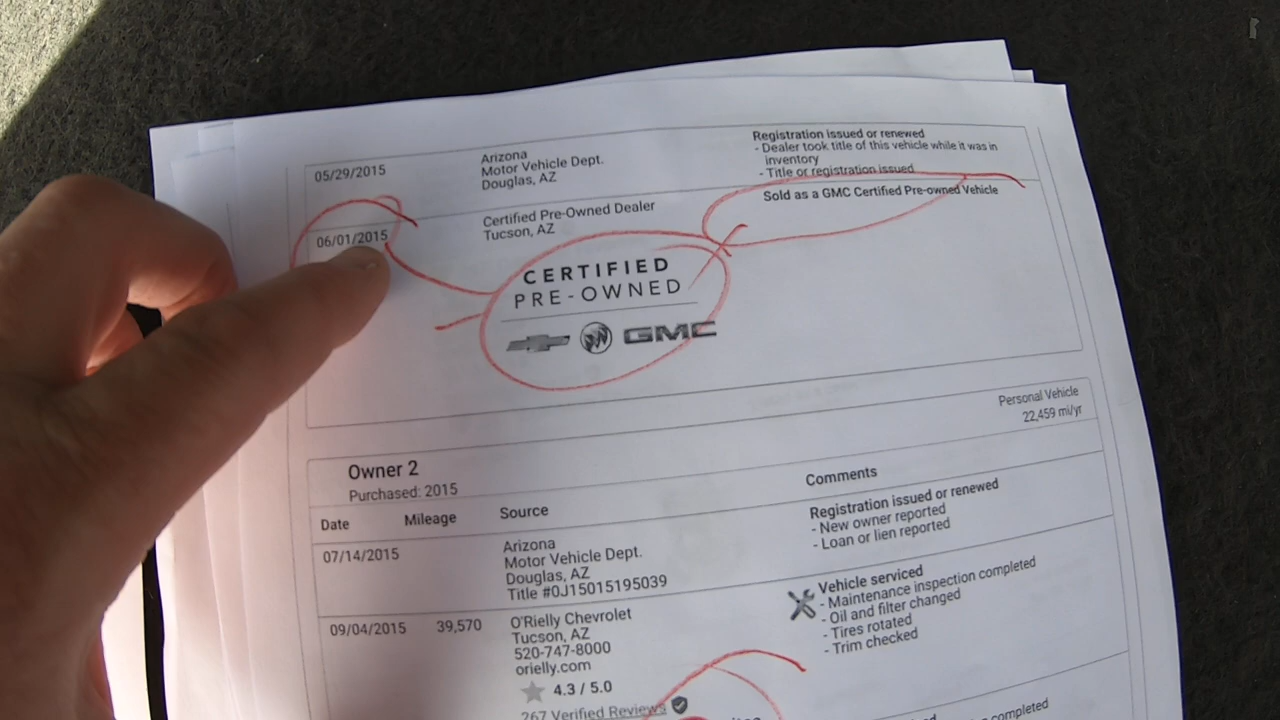 05/29/2015
Arizona
Motor Vehicle Dept.
Douglas, AZ
Registration issued or renewed
- Dealer took title of this vehicle while it was in
inventory
- Title or registration issued
06/01/2015
Certified Pre-Owned Dealer
Tucson, AZ
Sold as a GMC Certified Pre-owned Vehicle
CERTIFIED
PRE-OWNED
GMC
Personal Vehicle
22,459 mi/yr
Owner 2
Purchased: 2015
Date Mileage Source Comments
07/14/2015
Arizona
Motor Vehicle Dept.
Douglas, AZ
Title #0J15015195039
Registration issued or renewed
- New owner reported
- Loan or lien reported
09/04/2015 39,570
O'Rielly Chevrolet
Tucson, AZ
520-747-8000
orielly.com
4.3 / 5.0
267 Verified Reviews
Vehicle serviced
- Maintenance inspection completed
- Oil and filter changed
- Tires rotated
- Trim checked
completed